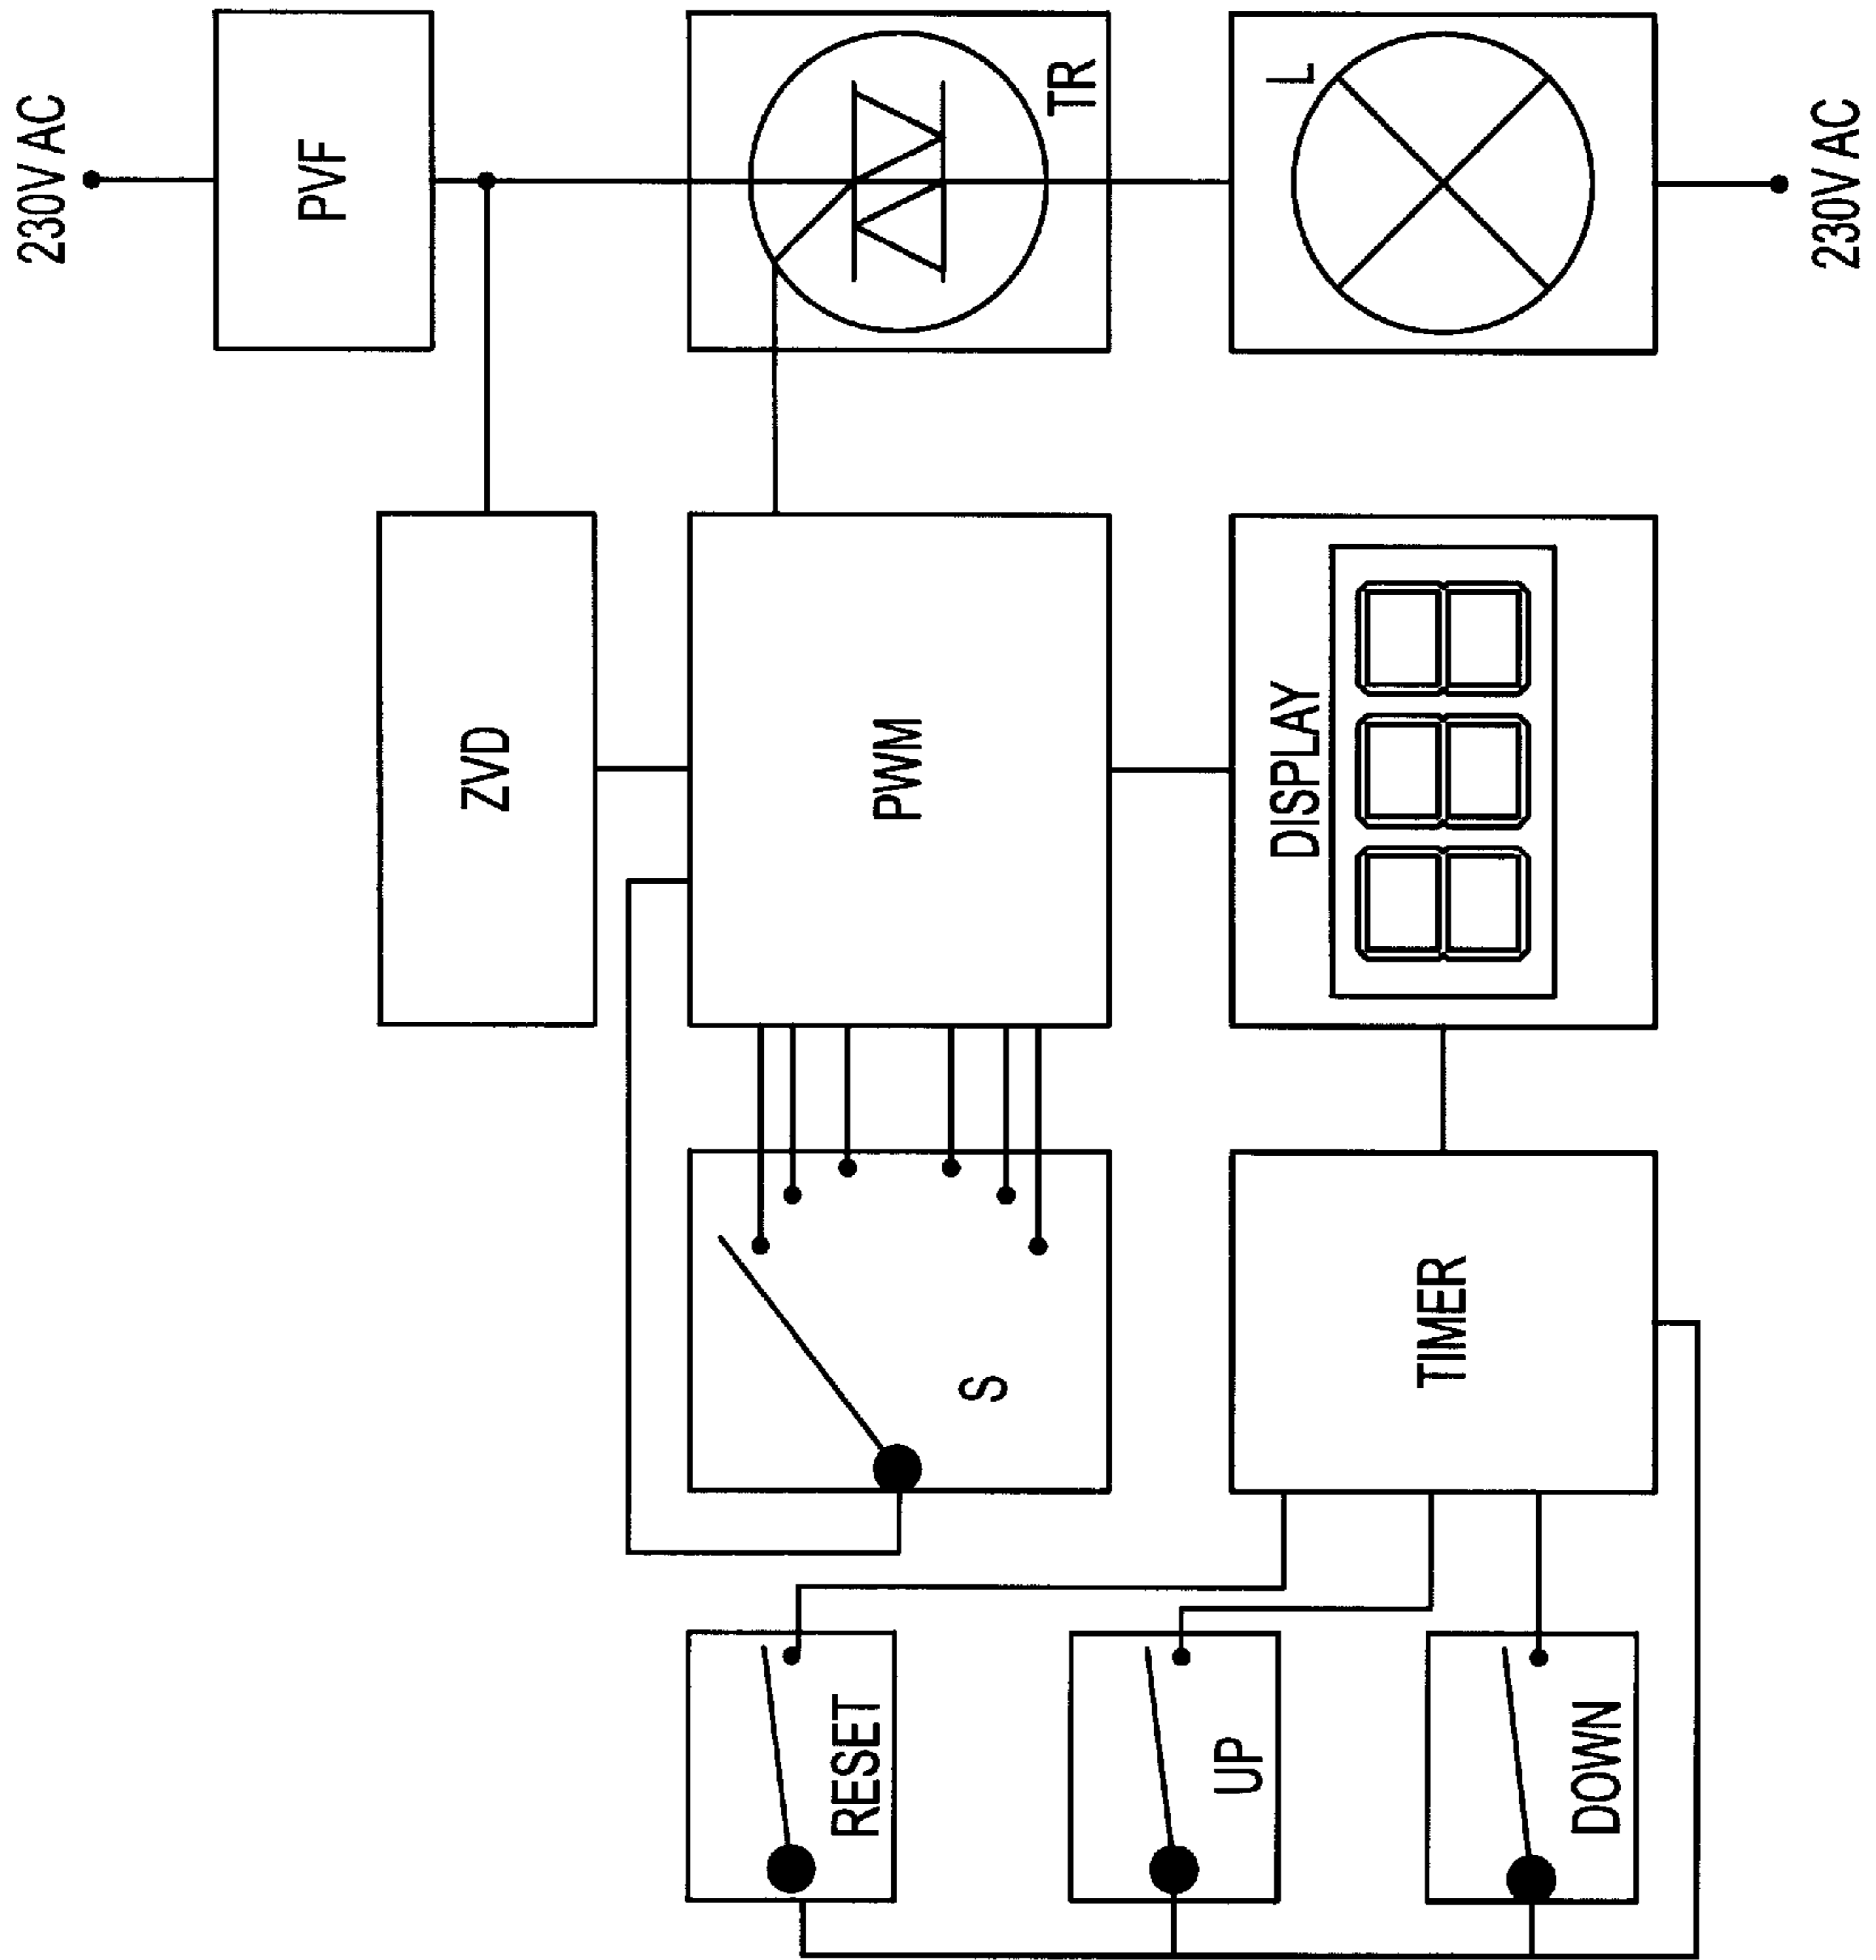 230V AC
PVF
TR
L
230V AC
ZVD
PWM
DISPLAY
S
TIMER
RESET
UP
DOWN